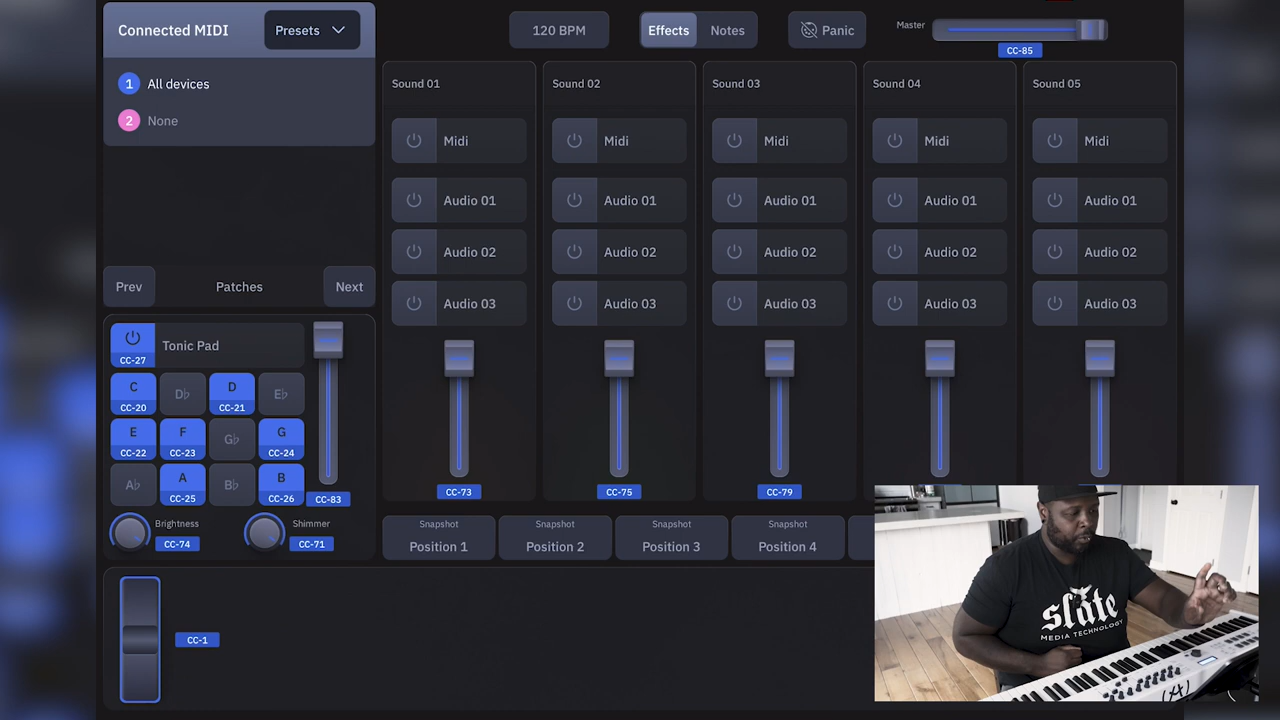 Connected MIDI
Presets
1 All devices
2 None
120 BPM
Effects
Notes
Panic
Master
CC-85
Sound 01
Midi
Audio 01
Audio 02
Audio 03
CC-73
Sound 02
Midi
Audio 01
Audio 02
Audio 03
CC-75
Sound 03
Midi
Audio 01
Audio 02
Audio 03
CC-79
Sound 04
Midi
Audio 01
Audio 02
Audio 03
Sound 05
Midi
Audio 01
Audio 02
Audio 03
Prev
Patches
Next
CC-27
Tonic Pad
C
CC-20
D♭
D
CC-21
E♭
E
CC-22
F
CC-23
G♭
G
CC-24
A♭
A
CC-25
B♭
B
CC-26
CC-83
Brightness
CC-74
Shimmer
CC-71
Snapshot
Position 1
Snapshot
Position 2
Snapshot
Position 3
Snapshot
Position 4
CC-1
slate
MEDIA TECHNOLOGY